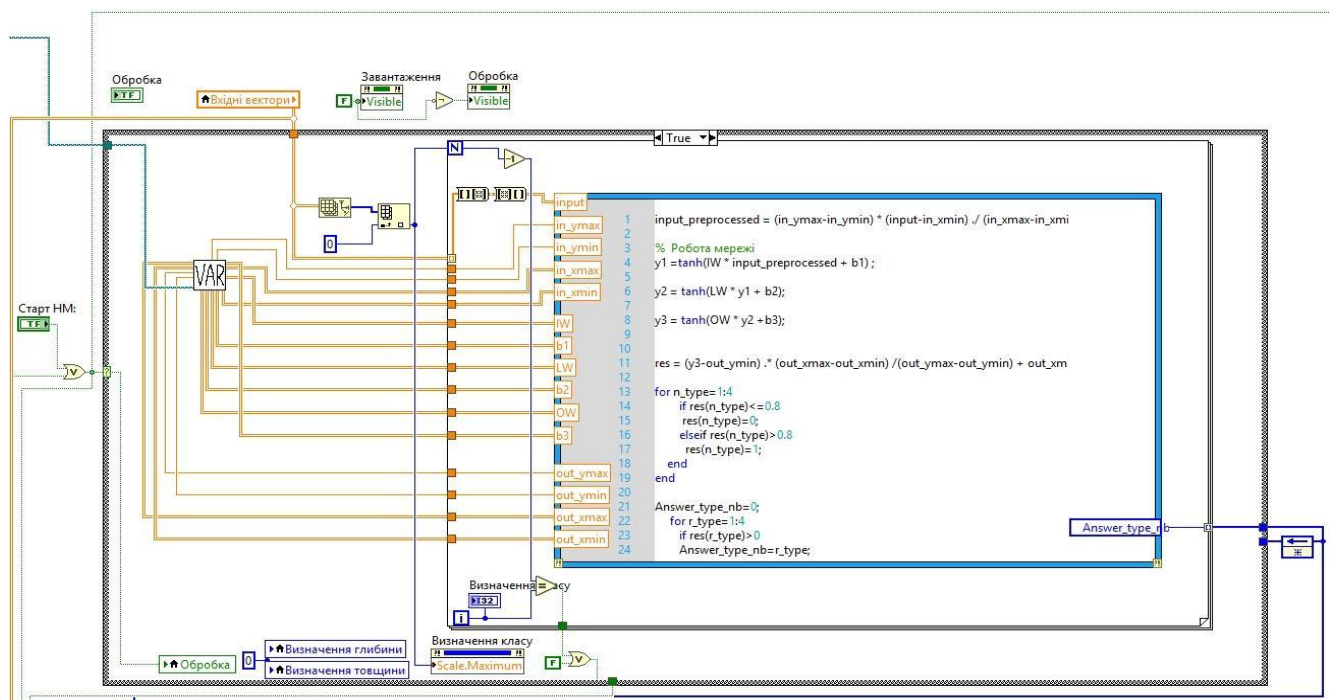 Обробка
TF
Вхідні вектори
Завантаження
F
Visible
Обробка
Visible
True
N
-1
0
VAR
Старт НМ:
TF
V
?
input
in_ymax
in_ymin
in_xmax
in_xmin
IW
b1
LW
b2
OW
b3
out_ymax
out_ymin
out_xmax
out_xmin
1 input_preprocessed = (in_ymax-in_ymin) * (input-in_xmin) ./ (in_xmax-in_xmi
2
3 % Робота мережі
4 y1 =tanh(IW * input_preprocessed + b1) ;
5
6 y2 = tanh(LW * y1 + b2);
7
8 y3 = tanh(OW * y2 +b3);
9
10
11 res = (y3-out_ymin) .* (out_xmax-out_xmin) /(out_ymax-out_ymin) + out_xm
12
13 for n_type=1:4
14 if res(n_type)<=0.8
15 res(n_type)=0;
16 elseif res(n_type)>0.8
17 res(n_type)=1;
18 end
19 end
20
21 Answer_type_nb=0;
22 for r_type=1:4
23 if res(r_type)>0
24 Answer_type_nb=r_type;
Answer_type_nb
Визначення
=
I32
i
Визначення класу
Scale.Maximum
F
V
Обробка
0
Визначення глибини
Визначення товщини